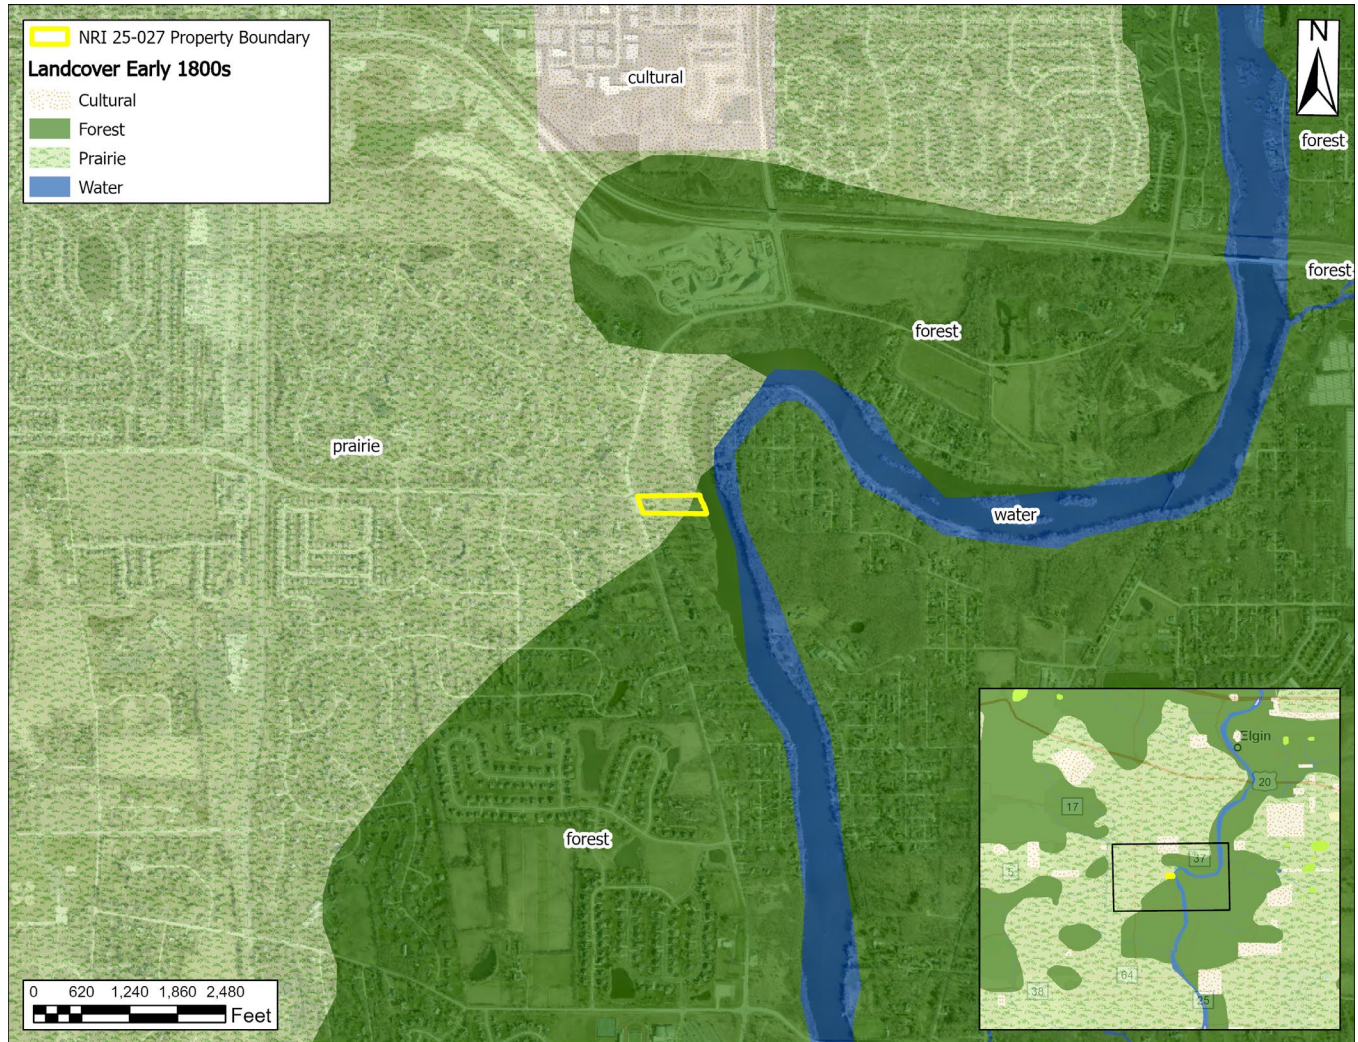 NRI 25-027 Property Boundary
Landcover Early 1800s
Cultural
Forest
Prairie
Water
cultural
N
forest
forest
forest
prairie
water
forest
Elgin
20
17
37
5
64
38
25
0 620 1,240 1,860 2,480
Feet